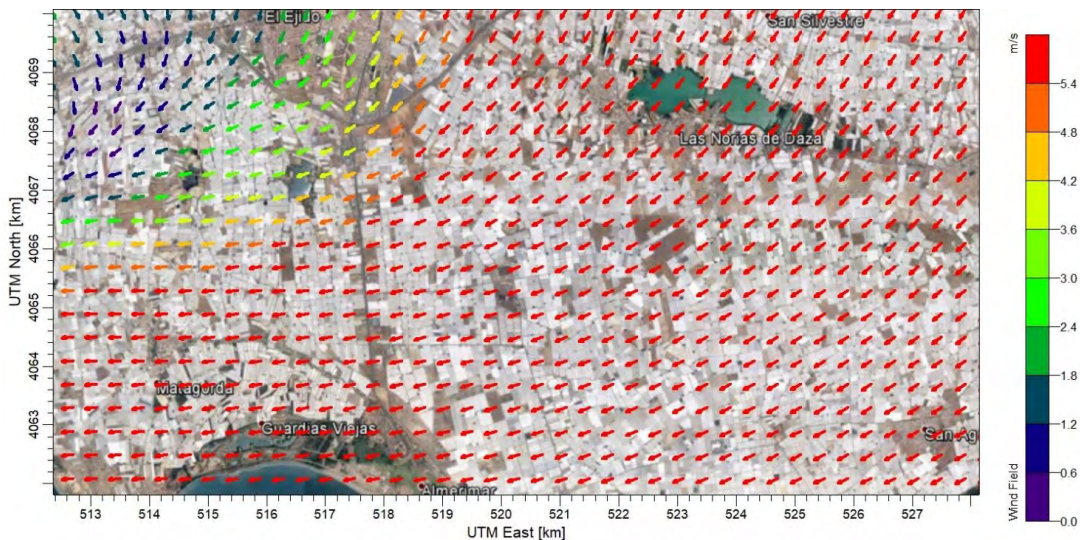 El Ejido
San Silvestre
Las Norias de Daza
Matagorda
Guardias Viejas
Almerimar
San Ag
UTM North [km]
4069
4068
4067
4066
4065
4064
4063
513 514 515 516 517 518 519 520 521 522 523 524 525 526 527
UTM East [km]
m/s
5.4
4.8
4.2
3.6
3.0
2.4
1.8
1.2
0.6
0.0
Wind Field